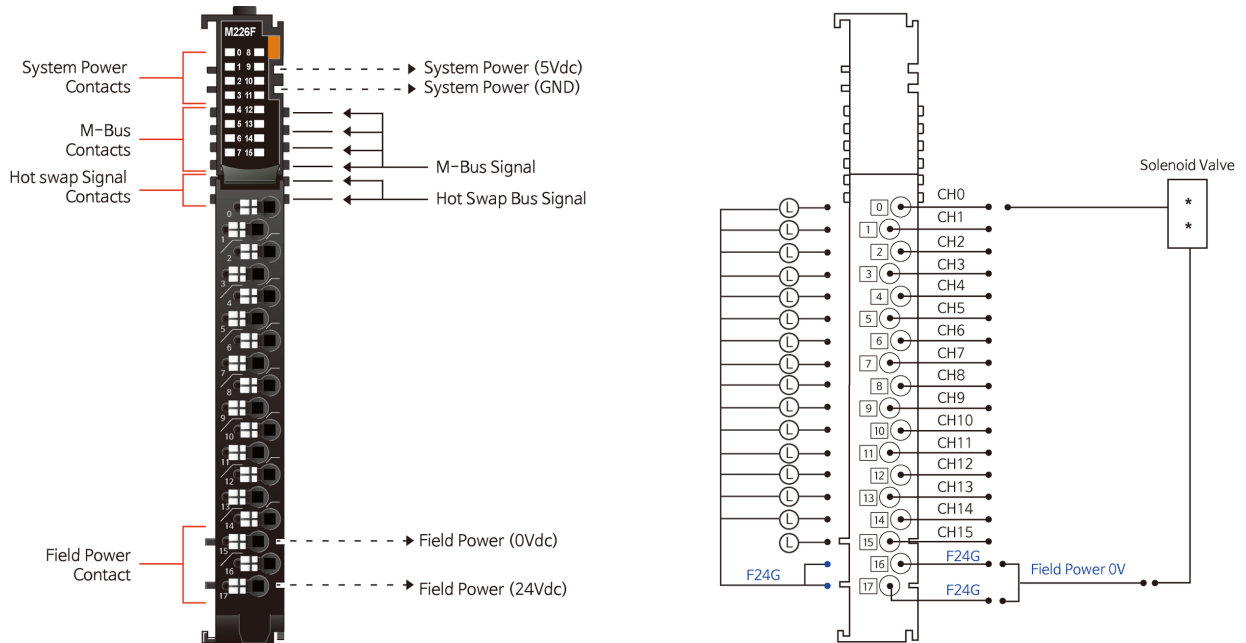 M226F
0 8
1 9
2 10
3 11
4 12
5 13
6 14
7 15
System Power
Contacts
M-Bus
Contacts
Hot swap Signal
Contacts
Field Power
Contact
System Power (5Vdc)
System Power (GND)
M-Bus Signal
Hot Swap Bus Signal
Field Power (0Vdc)
Field Power (24Vdc)
0
1
2
3
4
5
6
7
8
9
10
11
12
13
14
15
16
17
Solenoid Valve
*
*
L 0 CH0
L 1 CH1
L 2 CH2
L 3 CH3
L 4 CH4
L 5 CH5
L 6 CH6
L 7 CH7
L 8 CH8
L 9 CH9
L 10 CH10
L 11 CH11
L 12 CH12
L 13 CH13
L 14 CH14
L 15 CH15
16 F24G
F24G
Field Power 0V
17 F24G